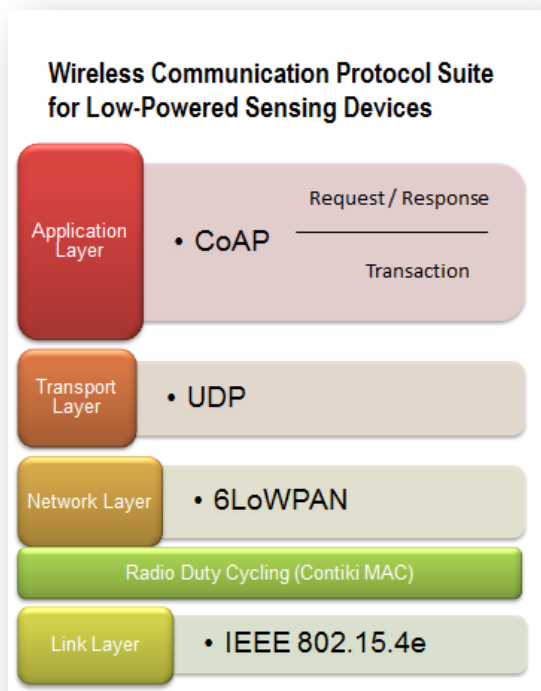 Wireless Communication Protocol Suite
for Low-Powered Sensing Devices
Application
Layer
• CoAP
Request / Response
Transaction
Transport
Layer
• UDP
Network Layer
• 6LoWPAN
Radio Duty Cycling (Contiki MAC)
Link Layer
• IEEE 802.15.4e